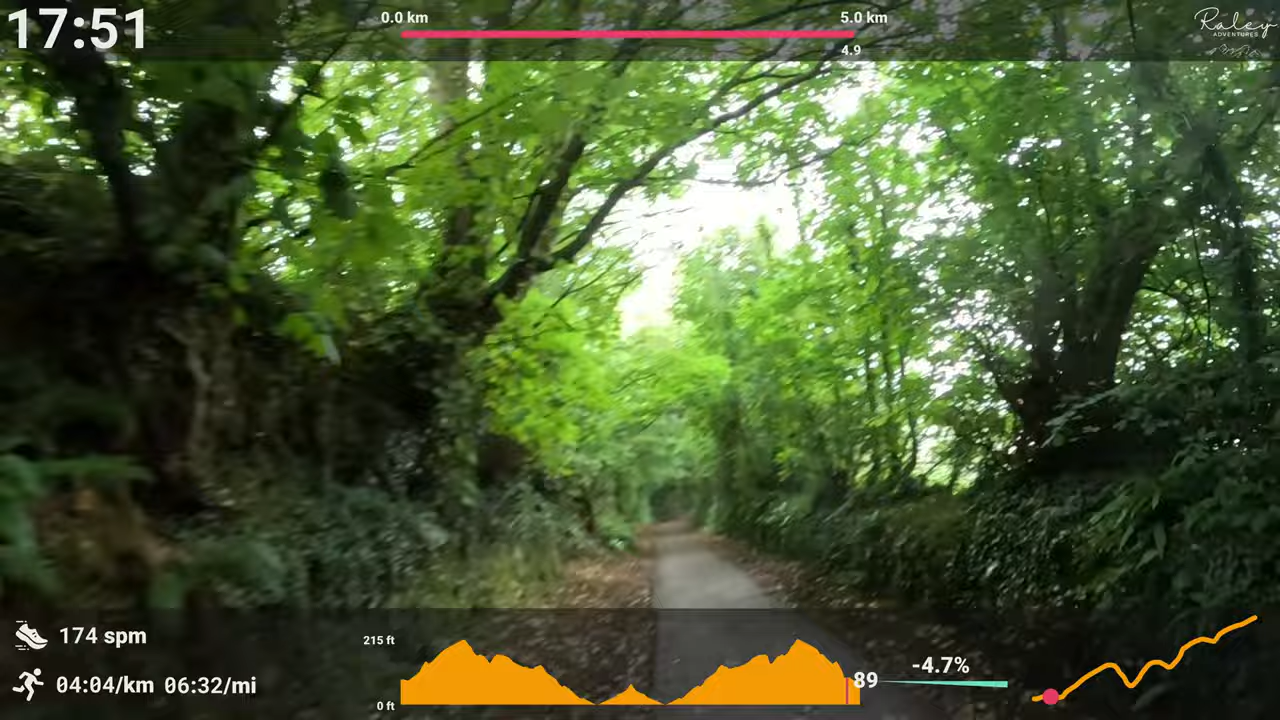 17:51
0.0 km
5.0 km
4.9
Raley
ADVENTURES
174 spm
04:04/km 06:32/mi
215 ft
0 ft
89
-4.7%